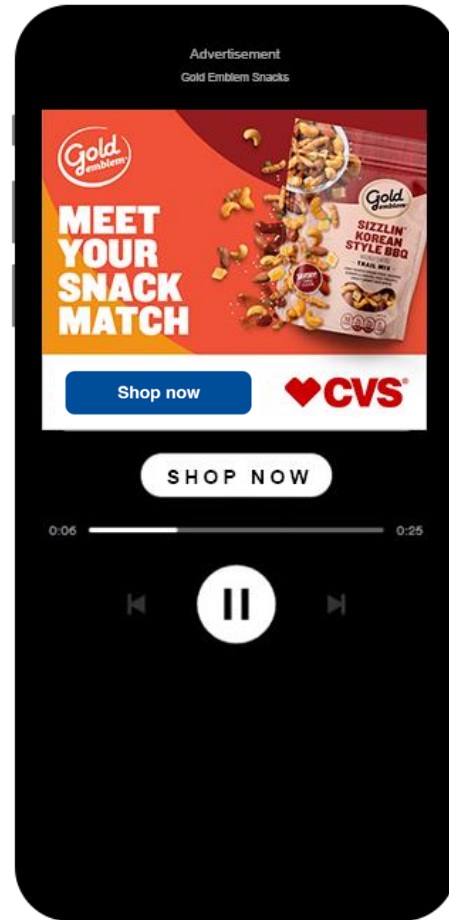 Advertisement
Gold Emblem Snacks
Gold
emblem
MEET
YOUR
SNACK
MATCH
Gold
emblem
SIZZLIN'
KOREAN
STYLE BBQ
TRAIL MIX
Shop now
CVS
SHOP NOW
0:06
0:25